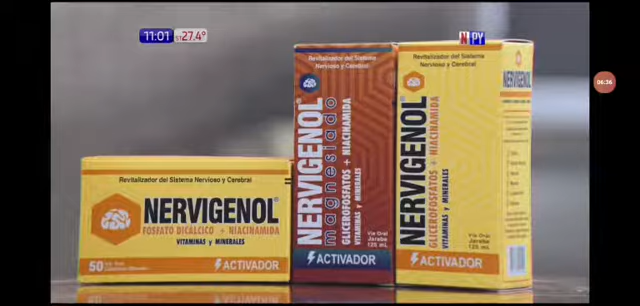 11:01
27.4°
NPY
06:36
Revitalizador del Sistema Nervioso y Cerebral
NERVIGENOL®
FOSFATO DICÁLCICO + NIACINAMIDA
VITAMINAS y MINERALES
50
ACTIVADOR
Revitalizador del Sistema
Nervioso y Cerebral
NERVIGENOL®
magnesiado
GLICEROFOSFATOS + NIACINAMIDA
VITAMINAS y MINERALES
Vía Oral
Jarabe
125 mL
ACTIVADOR
Revitalizador del Sistema
Nervioso y Cerebral
NERVIGENOL®
GLICEROFOSFATOS + NIACINAMIDA
VITAMINAS y MINERALES
Vía Oral
Jarabe
125 mL
ACTIVADOR
NERVIGENOL